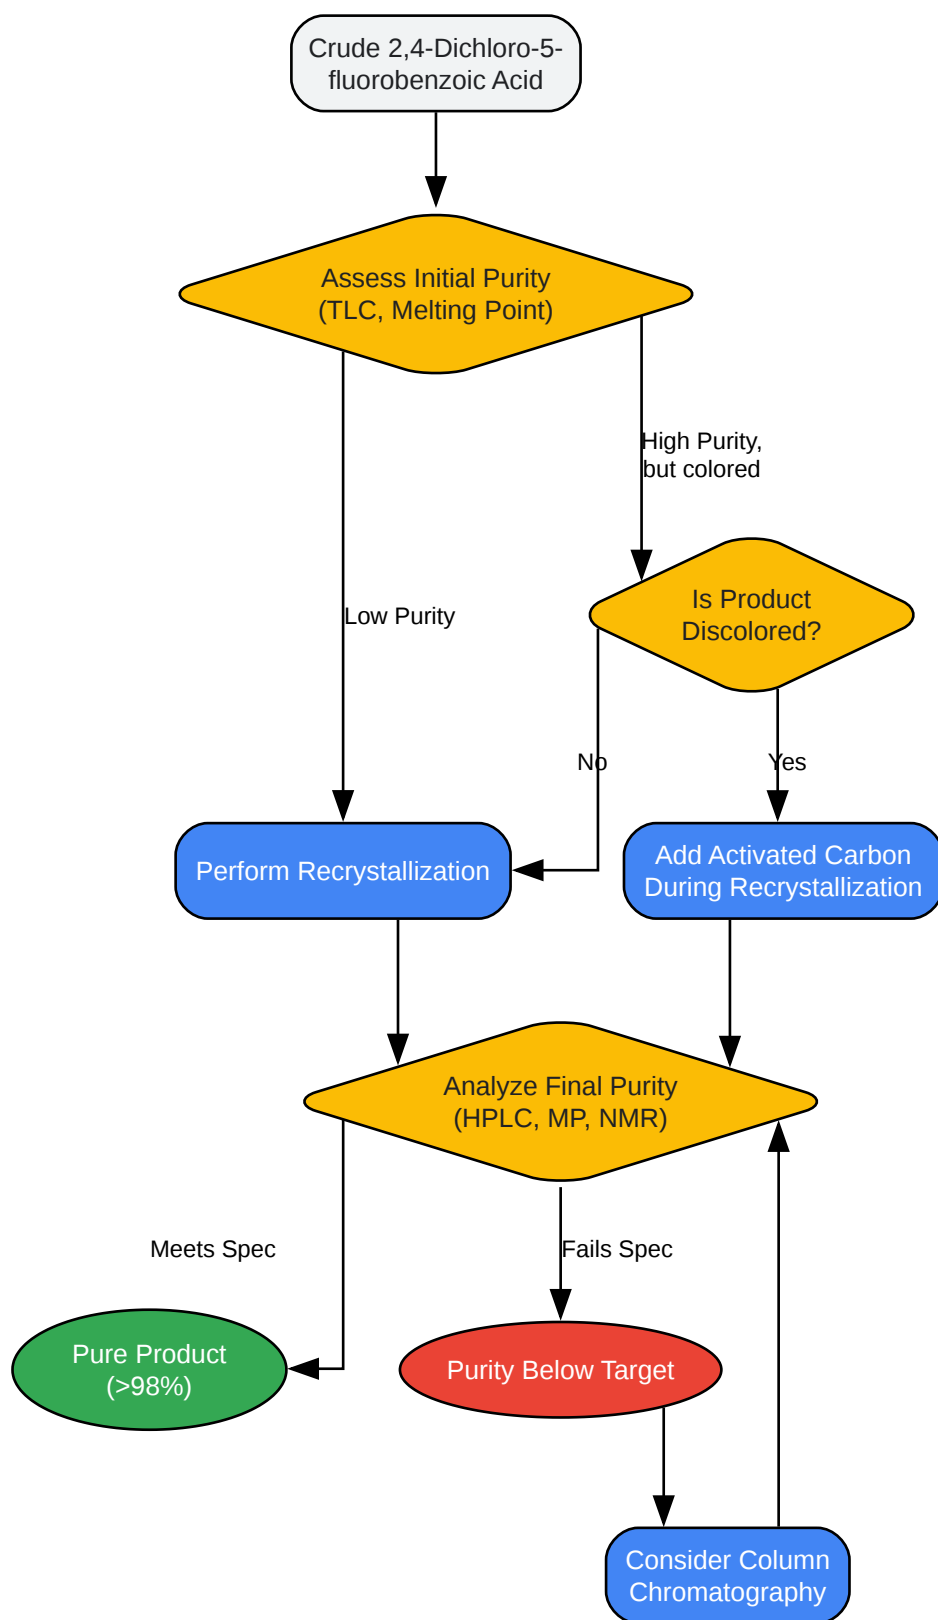 Crude 2,4-Dichloro-5-
fluorobenzoic Acid
Assess Initial Purity
(TLC, Melting Point)
High Purity,
but colored
Low Purity
Is Product
Discolored?
No
Yes
Perform Recrystallization
Add Activated Carbon
During Recrystallization
Analyze Final Purity
(HPLC, MP, NMR)
Meets Spec
Fails Spec
Pure Product
(>98%)
Purity Below Target
Consider Column
Chromatography